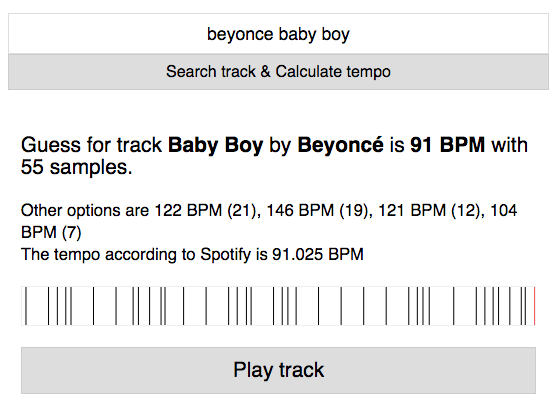 beyonce baby boy
Search track & Calculate tempo
Guess for track Baby Boy by Beyoncé is 91 BPM with
55 samples.
Other options are 122 BPM (21), 146 BPM (19), 121 BPM (12), 104
BPM (7)
The tempo according to Spotify is 91.025 BPM
Play track